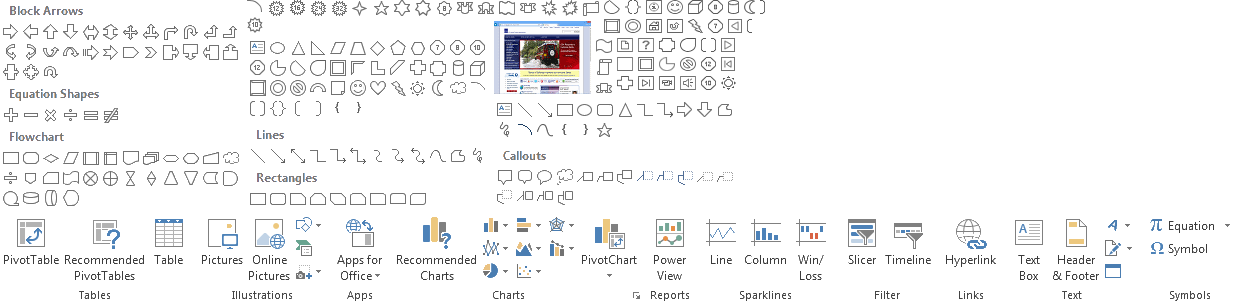 Block Arrows
Equation Shapes
Flowchart
Lines
Rectangles
Callouts
PivotTable
Recommended
PivotTables
Table
Pictures
Online
Pictures
Apps for
Office
Recommended
Charts
PivotChart
Power
View
Line
Column
Win/
Loss
Slicer
Timeline
Hyperlink
Text
Box
Header
& Footer
π Equation
Ω Symbol
Tables
Illustrations
Apps
Charts
Reports
Sparklines
Filter
Links
Text
Symbols